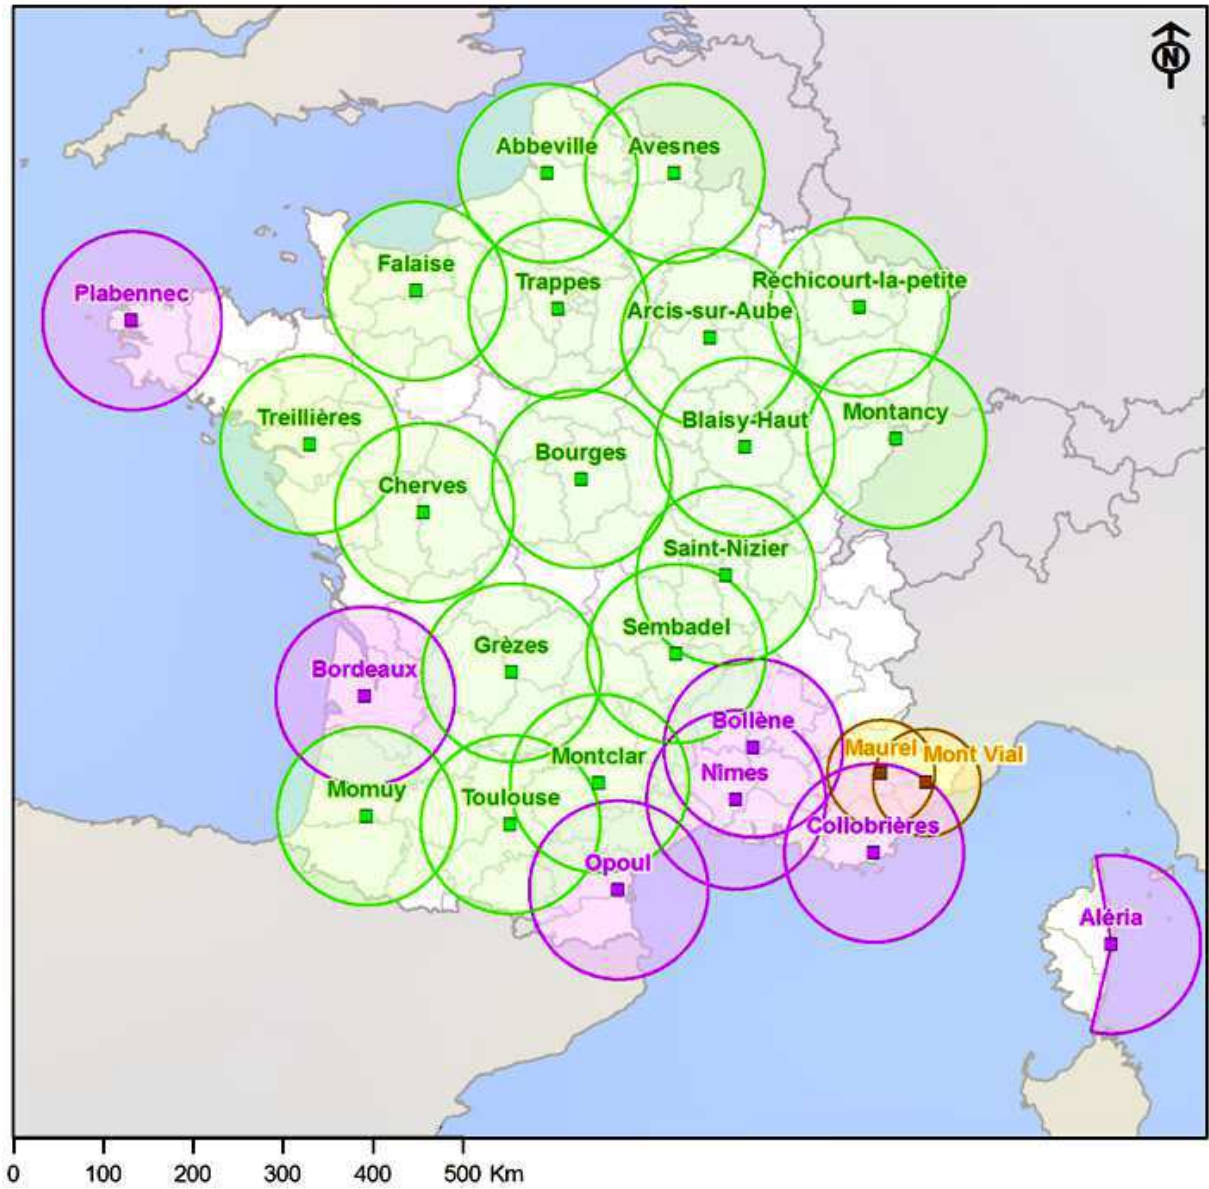 N
Abbeville
Avesnes
Falaise
Trappes
Réchicourt-la-petite
Plabennec
Arcis-sur-Aube
Treillières
Blaisy-Haut
Montancy
Bourges
Cherves
Saint-Nizier
Sembadel
Grèzes
Bordeaux
Bollène
Maurel
Mont Vial
Montclar
Nîmes
Momuy
Toulouse
Collobrières
Opoul
Aléria
0 100 200 300 400 500 Km